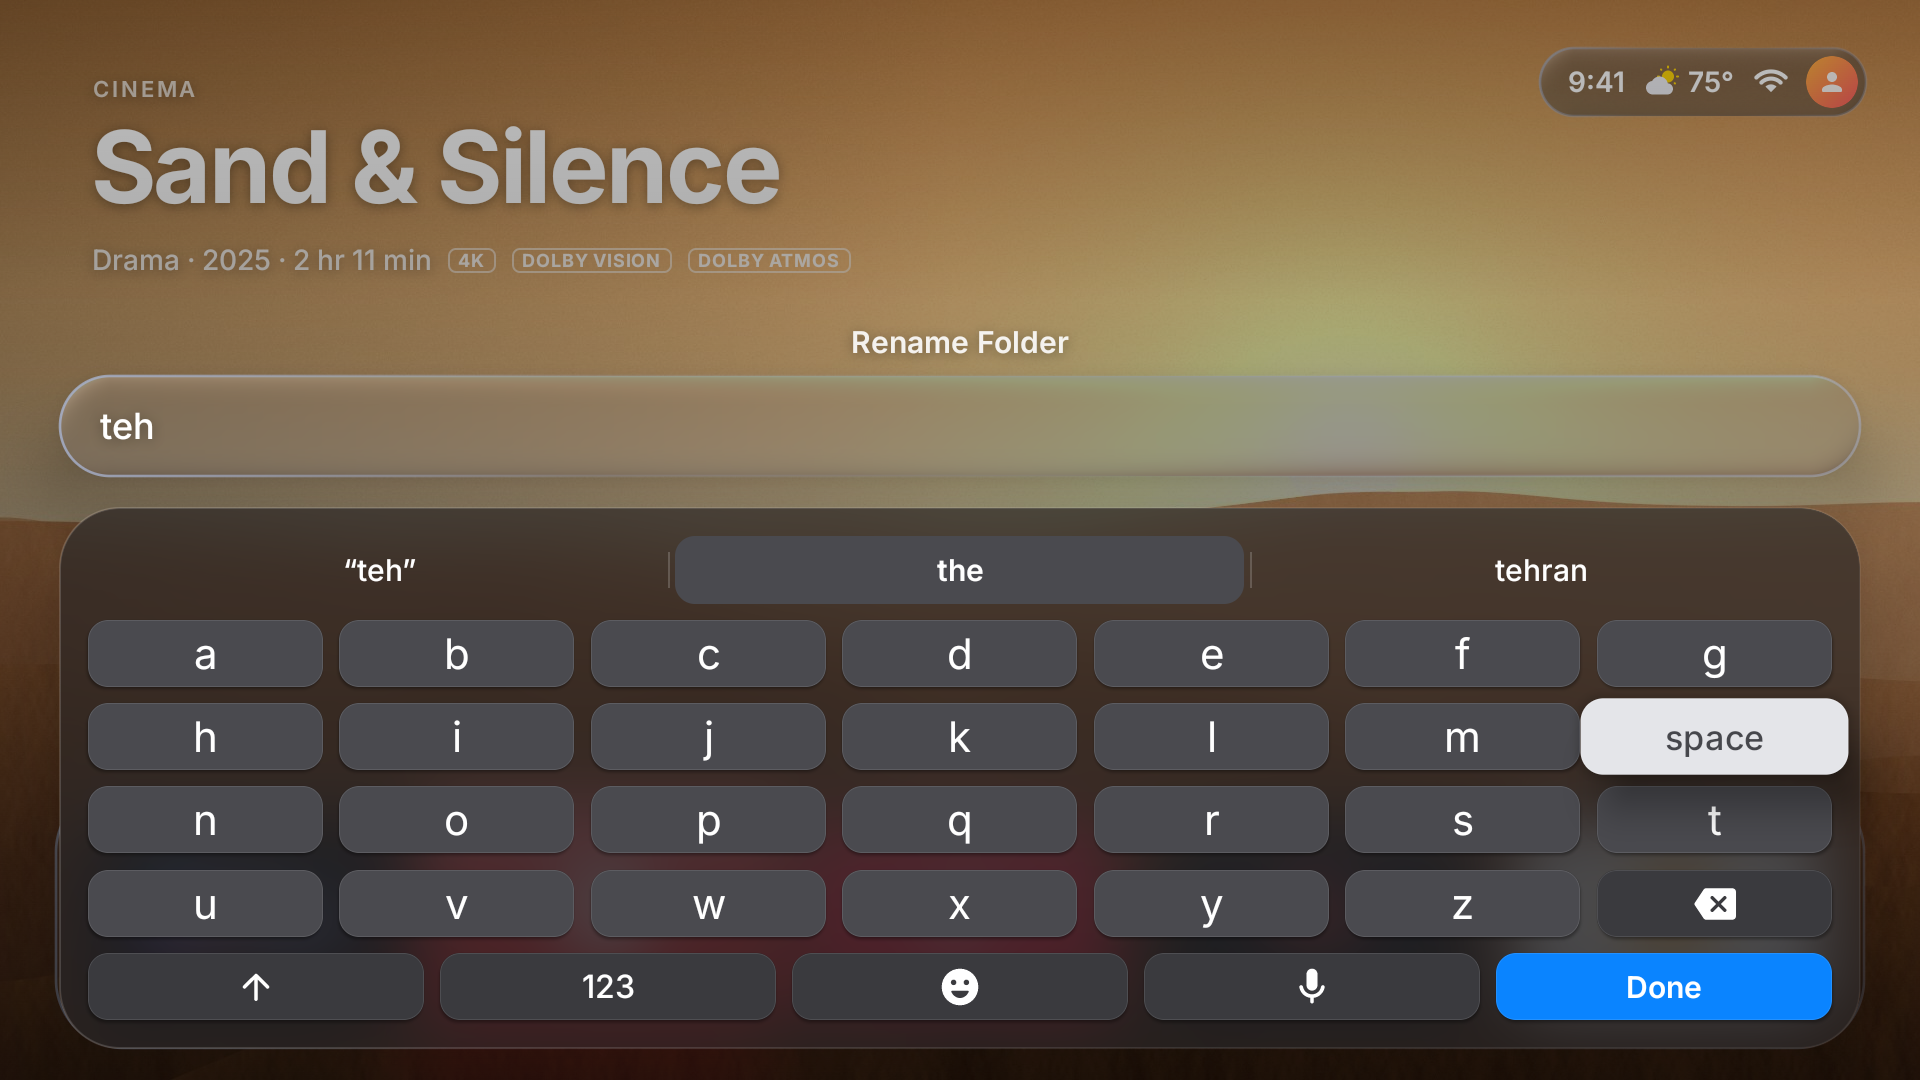 CINEMA
9:41 75°
Sand & Silence
Drama · 2025 · 2 hr 11 min 4K DOLBY VISION DOLBY ATMOS
Rename Folder
teh
“teh” the tehran
a b c d e f g
h i j k l m space
n o p q r s t
u v w x y z
123 Done